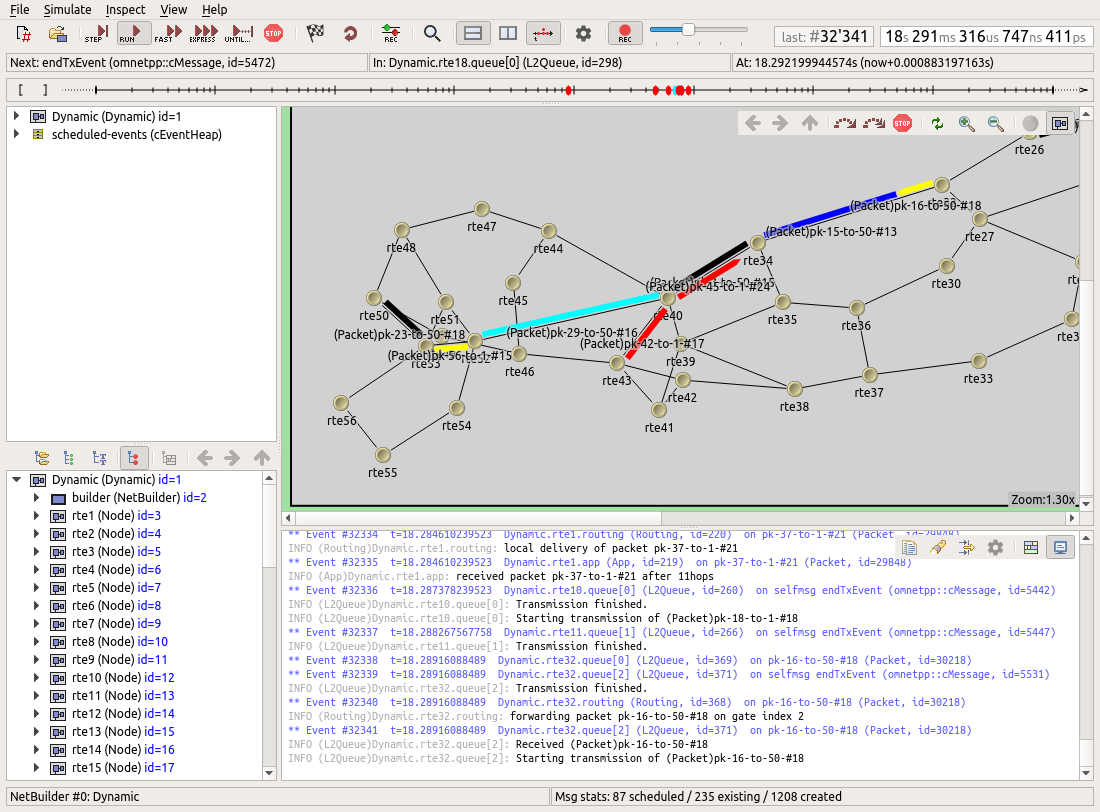 File Simulate Inspect View Help
STEP RUN FAST EXPRESS UNTIL... STOP REC REC last: #32'341 18s 291ms 316us 747ns 411ps
Next: endTxEvent (omnetpp::cMessage, id=5472) In: Dynamic.rte18.queue[0] (L2Queue, id=298) At: 18.292199944574s (now+0.000883197163s)
[ ]
Dynamic (Dynamic) id=1
scheduled-events (cEventHeap)
STOP
rte26
(Packet)pk-16-to-50-#18
rte47
rte48
rte44
(Packet)pk-15-to-50-#13
rte27
rte34
(Packet)pk-45-to-1-#24
rte30
rte45
rte50
rte51
rte40
rte35
rte36
(Packet)pk-23-to-50-#18
(Packet)pk-29-to-50-#16
(Packet)pk-42-to-1-#17
(Packet)pk-56-to-1-#15
rte53
rte46
rte39
rte43
rte42
rte33
rte37
rte38
rte56
rte54
rte41
rte55
Zoom:1.30x
Dynamic (Dynamic) id=1
builder (NetBuilder) id=2
rte1 (Node) id=3
rte2 (Node) id=4
rte3 (Node) id=5
rte4 (Node) id=6
rte5 (Node) id=7
rte6 (Node) id=8
rte7 (Node) id=9
rte8 (Node) id=10
rte9 (Node) id=11
rte10 (Node) id=12
rte11 (Node) id=13
rte12 (Node) id=14
rte13 (Node) id=15
rte14 (Node) id=16
rte15 (Node) id=17
** Event #32334 t=18.284610239523 Dynamic.rte1.routing (Routing, id=220) on pk-37-to-1-#21 (Packet, id=29848)
INFO (Routing)Dynamic.rte1.routing: local delivery of packet pk-37-to-1-#21
** Event #32335 t=18.284610239523 Dynamic.rte1.app (App, id=219) on pk-37-to-1-#21 (Packet, id=29848)
INFO (App)Dynamic.rte1.app: received packet pk-37-to-1-#21 after 11hops
** Event #32336 t=18.287378239523 Dynamic.rte10.queue[0] (L2Queue, id=260) on selfmsg endTxEvent (omnetpp::cMessage, id=5442)
INFO (L2Queue)Dynamic.rte10.queue[0]: Transmission finished.
INFO (L2Queue)Dynamic.rte10.queue[0]: Starting transmission of (Packet)pk-18-to-1-#18
** Event #32337 t=18.288267567758 Dynamic.rte11.queue[1] (L2Queue, id=266) on selfmsg endTxEvent (omnetpp::cMessage, id=5447)
INFO (L2Queue)Dynamic.rte11.queue[1]: Transmission finished.
** Event #32338 t=18.28916088489 Dynamic.rte32.queue[0] (L2Queue, id=369) on pk-16-to-50-#18 (Packet, id=30218)
** Event #32339 t=18.28916088489 Dynamic.rte32.queue[2] (L2Queue, id=371) on selfmsg endTxEvent (omnetpp::cMessage, id=5531)
INFO (L2Queue)Dynamic.rte32.queue[2]: Transmission finished.
** Event #32340 t=18.28916088489 Dynamic.rte32.routing (Routing, id=368) on pk-16-to-50-#18 (Packet, id=30218)
INFO (Routing)Dynamic.rte32.routing: forwarding packet pk-16-to-50-#18 on gate index 2
** Event #32341 t=18.28916088489 Dynamic.rte32.queue[2] (L2Queue, id=371) on pk-16-to-50-#18 (Packet, id=30218)
INFO (L2Queue)Dynamic.rte32.queue[2]: Received (Packet)pk-16-to-50-#18
INFO (L2Queue)Dynamic.rte32.queue[2]: Starting transmission of (Packet)pk-16-to-50-#18
NetBuilder #0: Dynamic Msg stats: 87 scheduled / 235 existing / 1208 created